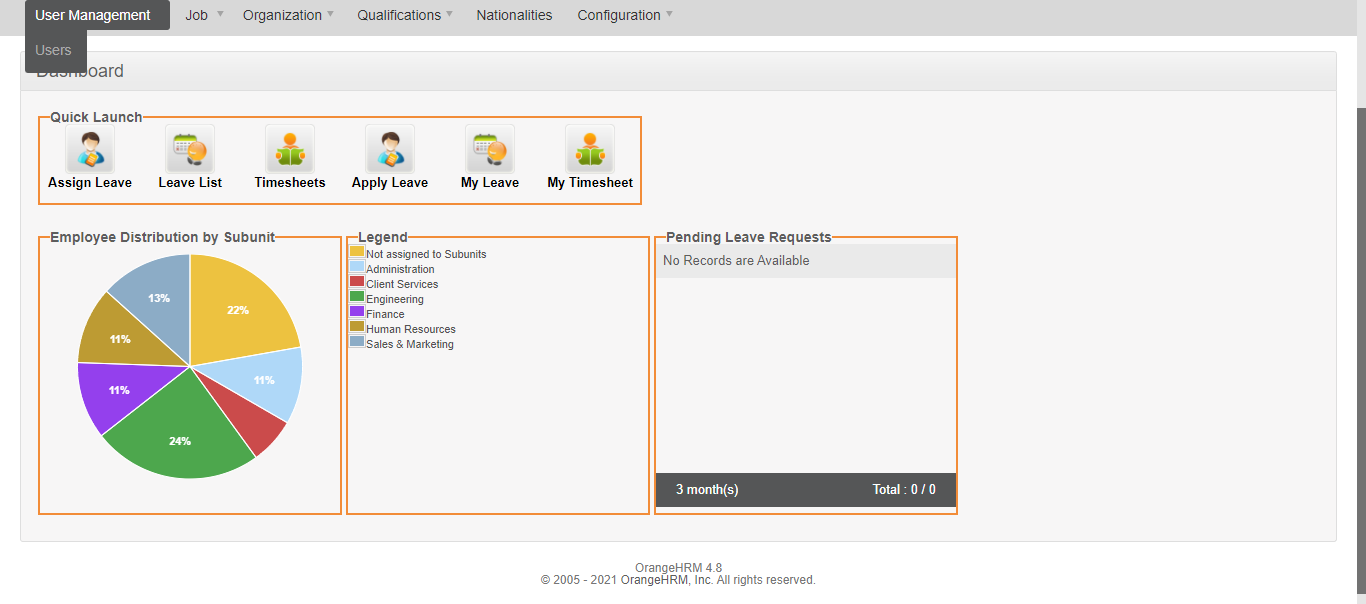 User Management Job Organization Qualifications Nationalities Configuration
Users
Dashboard
Quick Launch
Assign Leave Leave List Timesheets Apply Leave My Leave My Timesheet
Employee Distribution by Subunit
22%
11%
24%
11%
11%
13%
Legend
Not assigned to Subunits
Administration
Client Services
Engineering
Finance
Human Resources
Sales & Marketing
Pending Leave Requests
No Records are Available
3 month(s) Total : 0 / 0
OrangeHRM 4.8
© 2005 - 2021 OrangeHRM, Inc. All rights reserved.